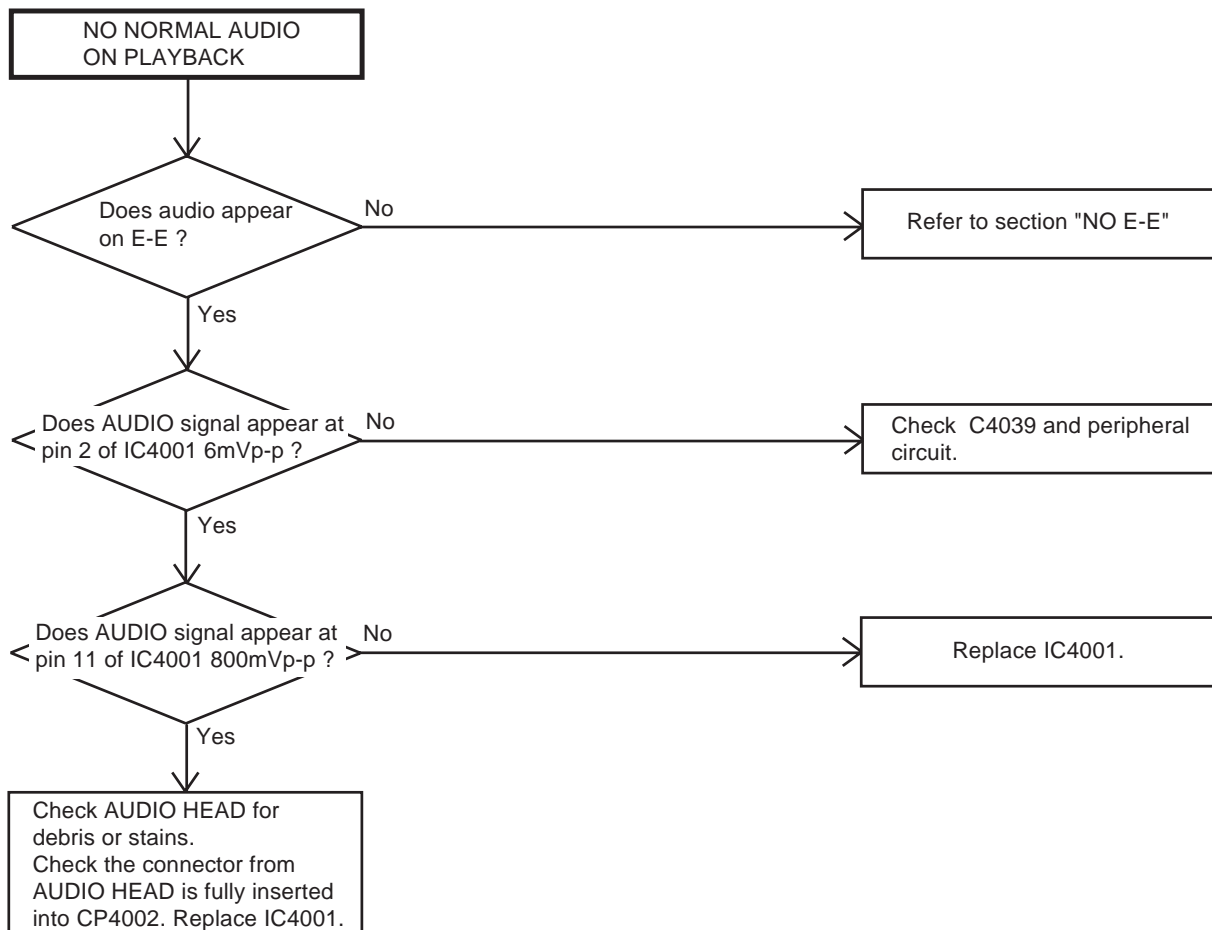 NO NORMAL AUDIO
ON PLAYBACK
Does audio appear
on E-E ?
No
Refer to section "NO E-E"
Yes
Does AUDIO signal appear at
pin 2 of IC4001 6mVp-p ?
No
Check  C4039 and peripheral
circuit.
Yes
Does AUDIO signal appear at
pin 11 of IC4001 800mVp-p ?
No
Replace IC4001.
Yes
Check AUDIO HEAD for
debris or stains.
Check the connector from
AUDIO HEAD is fully inserted
into CP4002. Replace IC4001.